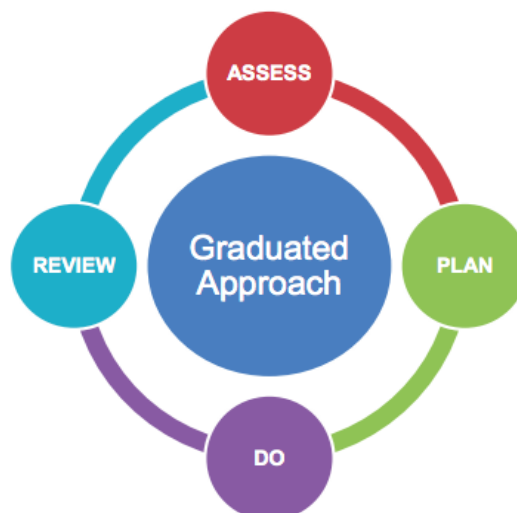 ASSESS
REVIEW
Graduated
Approach
PLAN
DO